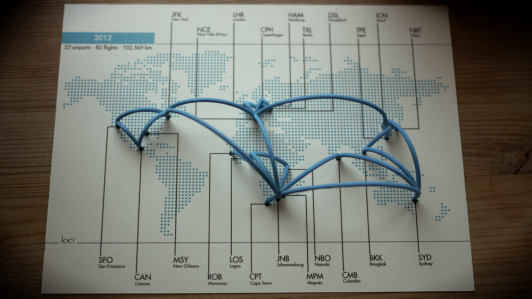 JFK
New York
NCE
Nice Côte d'Azur
LHR
London
CPH
Copenhagen
HAM
Hamburg
TXL
Berlin
DSL
Düsseldorf
TPE
Taipei
ICN
Seoul
NRT
Tokyo
2012
22 airports · 82 flights · 102,569 km
loci
SFO
San Francisco
CAN
Cancun
MSY
New Orleans
ROB
Monrovia
LOS
Lagos
CPT
Cape Town
JNB
Johannesburg
MPM
Maputo
NBO
Nairobi
CMB
Colombo
BKK
Bangkok
SYD
Sydney